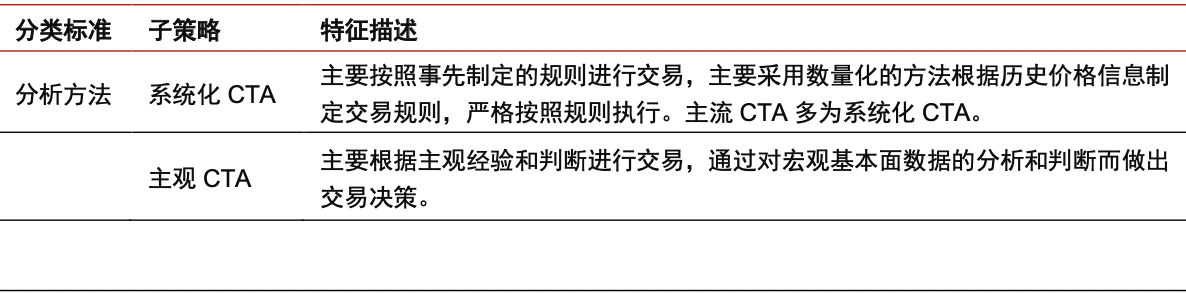 分类标准 子策略 特征描述
主要按照事先制定的规则进行交易，主要采用数量化的方法根据历史价格信息制
分析方法 系统化 CTA
定交易规则，严格按照规则执行。主流 CTA 多为系统化 CTA。
主要根据主观经验和判断进行交易，通过对宏观基本面数据的分析和判断而做出
主观 CTA
交易决策。